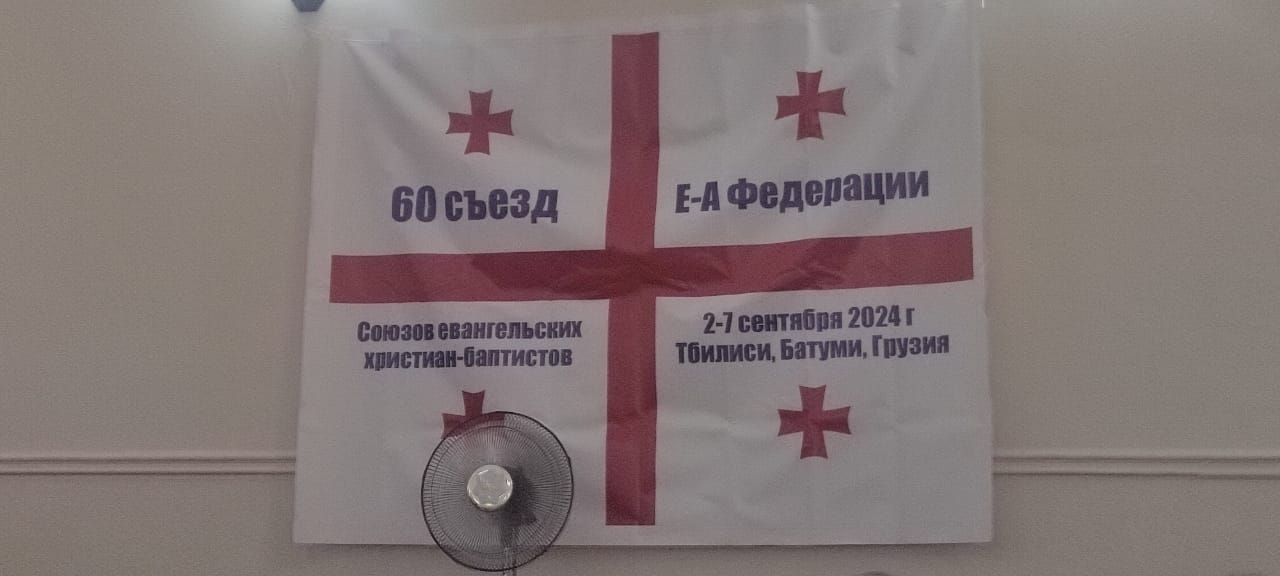 60 съезд
Е-А Федерации
Союзов евангельских
христиан-баптистов
2-7 сентября 2024 г
Тбилиси, Батуми, Грузия